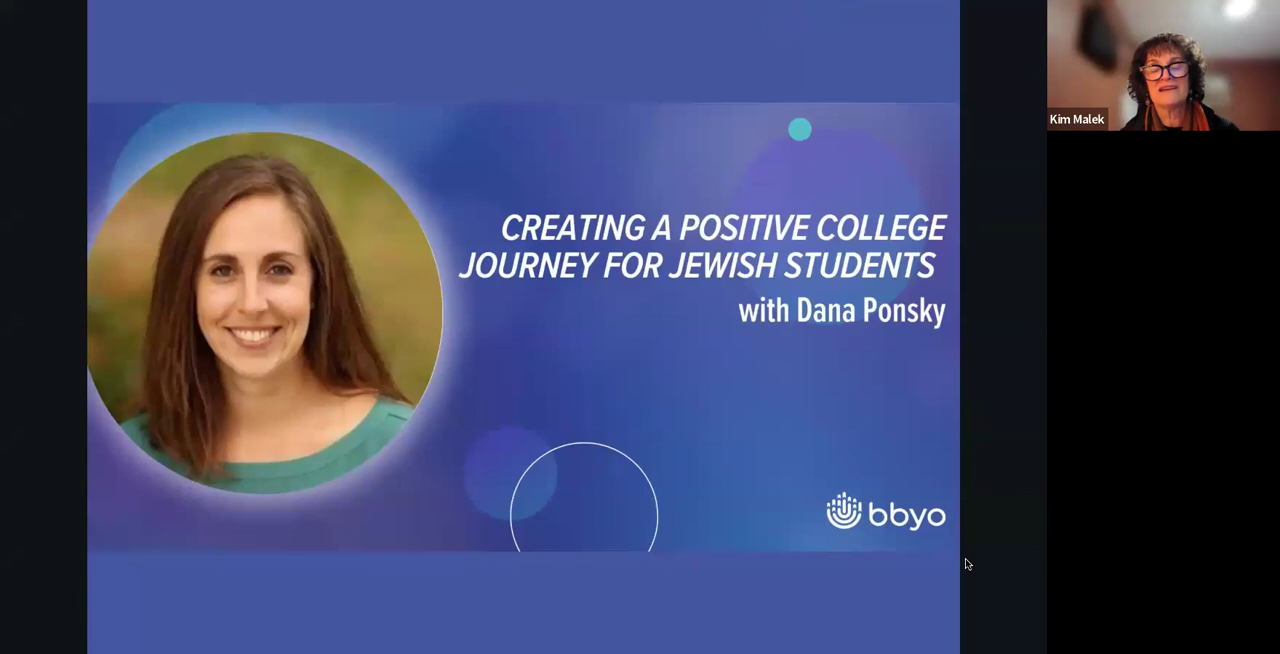 CREATING A POSITIVE COLLEGE
JOURNEY FOR JEWISH STUDENTS
with Dana Ponsky
bbyo
Kim Malek